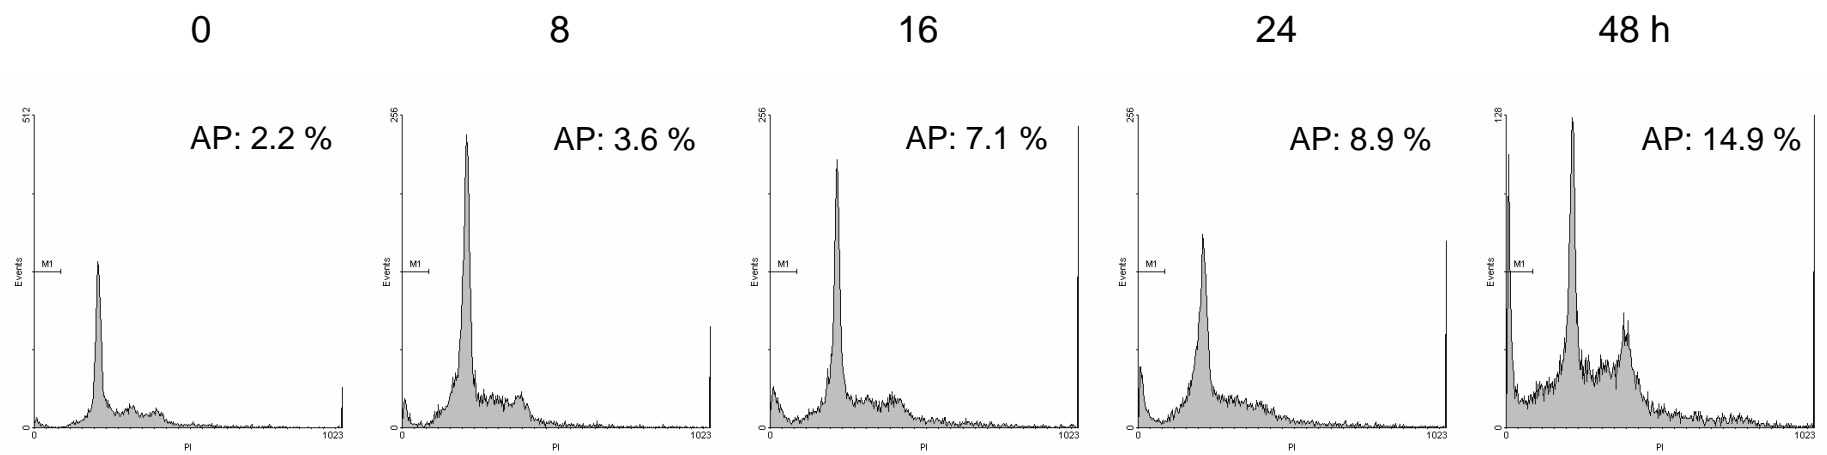 0 8 16 24 48 h
AP: 2.2 % AP: 3.6 % AP: 7.1 % AP: 8.9 % AP: 14.9 %
512 256 256 256 128
M1 M1 M1 M1 M1
Events Events Events Events Events
0 0 0 0 0
0 1023 0 1023 0 1023 0 1023 0 1023
PI PI PI PI PI